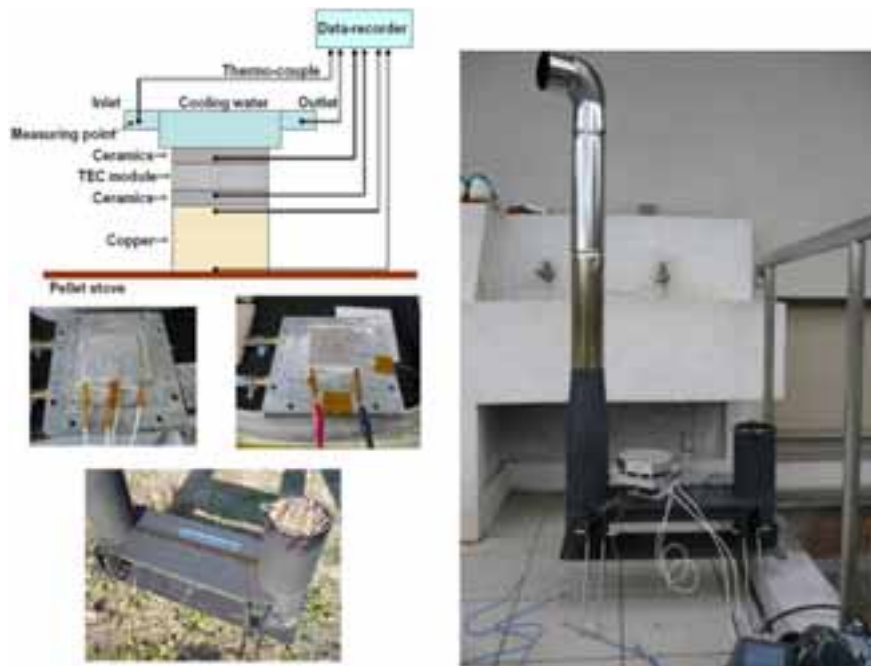 Data-recorder
Thermo-couple
Inlet
Cooling water
Outlet
Measuring point
Ceramics
TEC module
Ceramics
Copper
Pellet stove